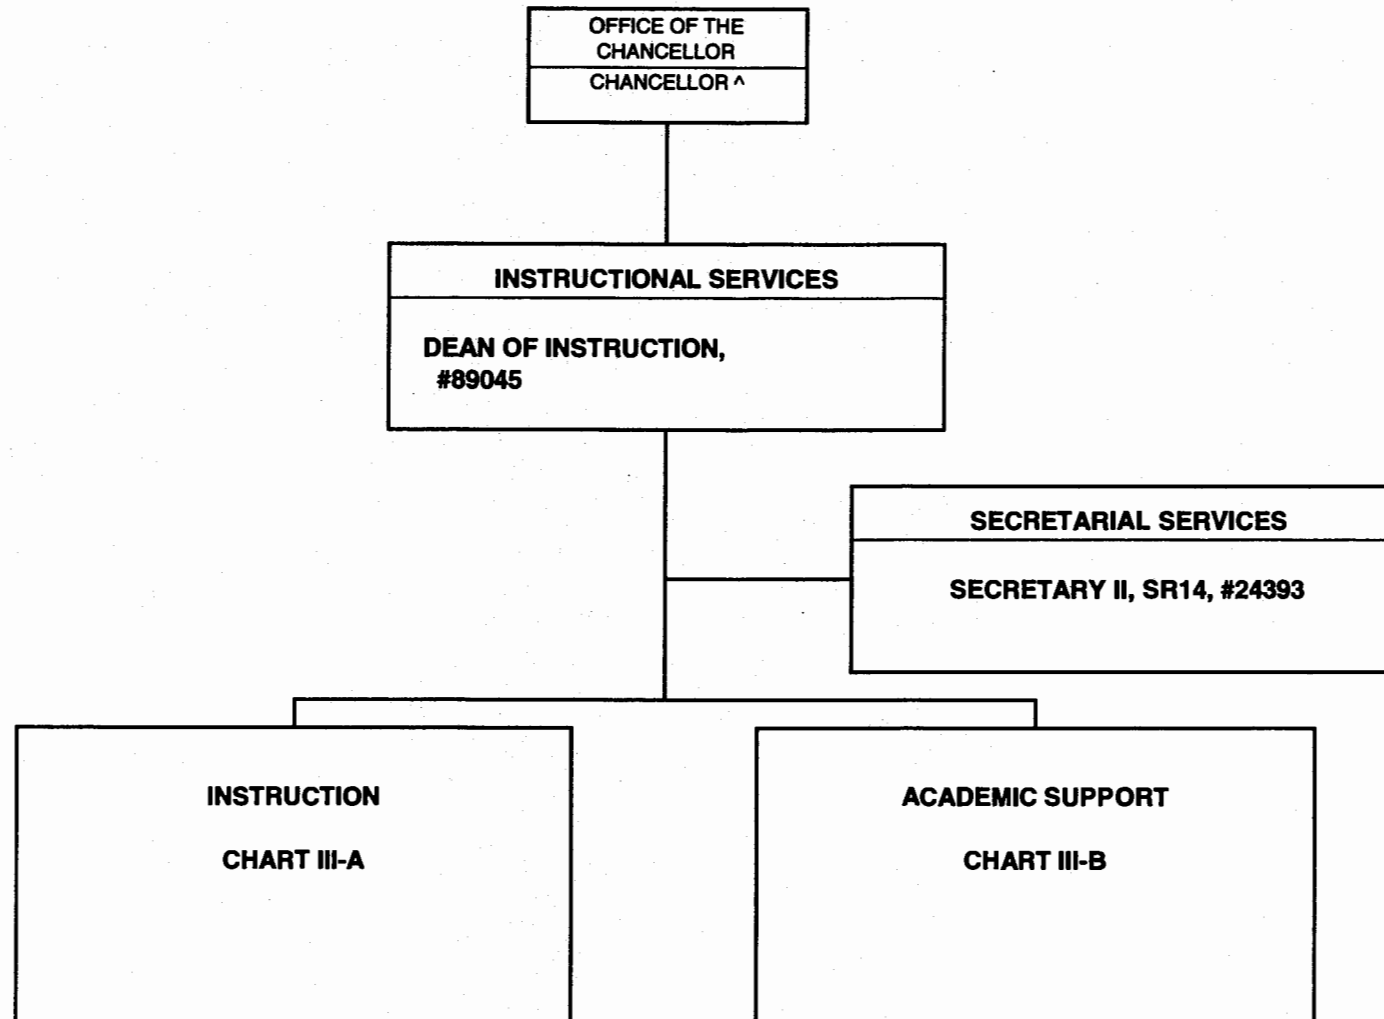 OFFICE OF THE
CHANCELLOR
CHANCELLOR ^
INSTRUCTIONAL SERVICES
DEAN OF INSTRUCTION,
#89045
SECRETARIAL SERVICES
SECRETARY II, SR14, #24393
INSTRUCTION
CHART III-A
ACADEMIC SUPPORT
CHART III-B